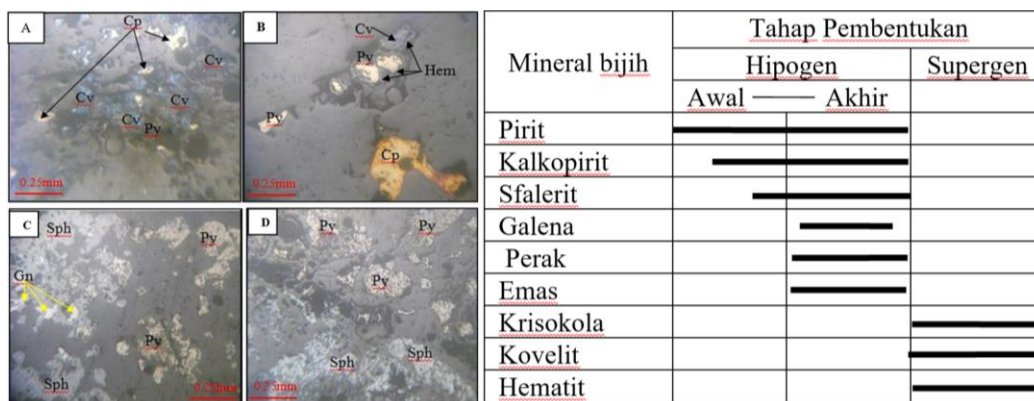 A
Cp
Cv
Cv
Cv
Cv
Py
0.25mm
B
Cv
Py
Hem
Py
Cp
0.25mm
C
Sph
Py
Gn
Py
Sph
0.25mm
D
Py
Py
Py
Sph
Sph
0.25mm
Mineral bijih
Tahap Pembentukan
Hipogen
Supergen
Awal
Akhir
Pirit
Kalkopirit
Sfalerit
Galena
Perak
Emas
Krisokola
Kovelit
Hematit